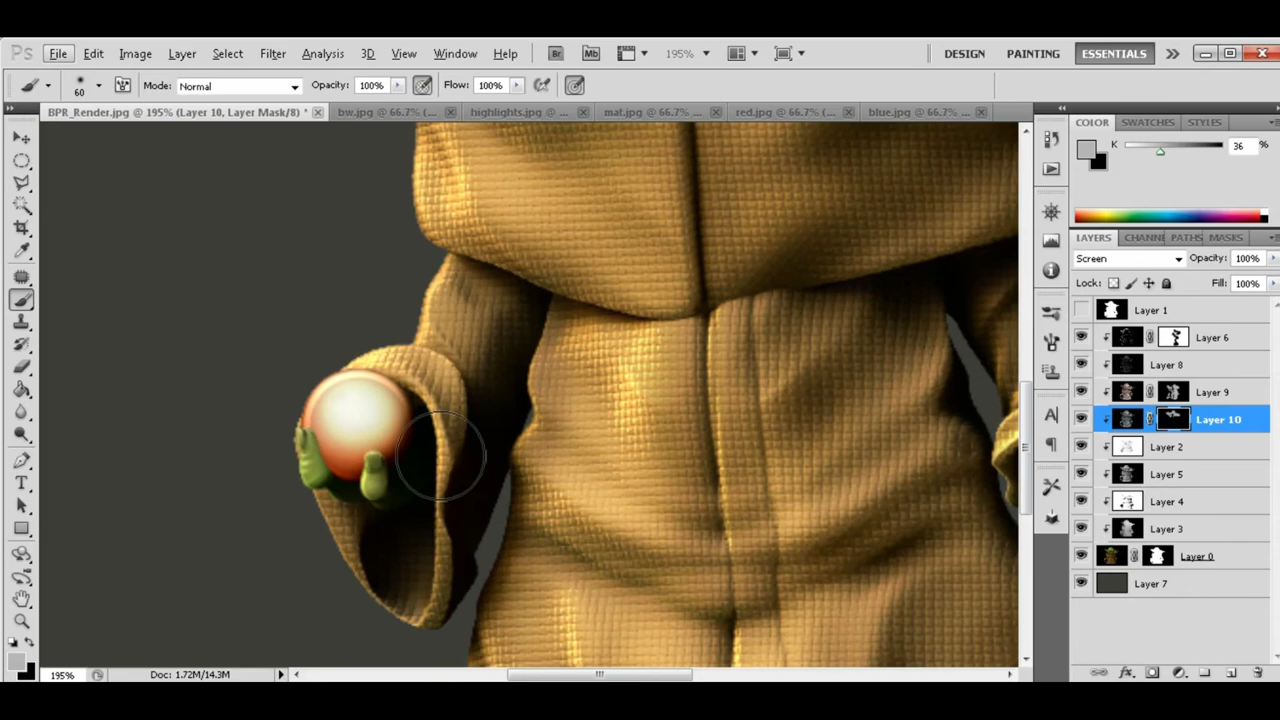 Ps File Edit Image Layer Select Filter Analysis 3D View Window Help Br Mb 195% DESIGN PAINTING ESSENTIALS
60 Mode: Normal Opacity: 100% Flow: 100%
BPR_Render.jpg @ 195% (Layer 10, Layer Mask/8) * bw.jpg @ 66.7% (... highlights.jpg @ ... mat.jpg @ 66.7% ... red.jpg @ 66.7% (... blue.jpg @ 66.7% (...
COLOR SWATCHES STYLES
K 36 %
LAYERS CHANNE PATHS MASKS
Screen Opacity: 100%
Lock: Fill: 100%
Layer 1
Layer 6
Layer 8
Layer 9
Layer 10
Layer 2
Layer 5
Layer 4
Layer 3
Layer 0
Layer 7
195% Doc: 1.72M/14.3M
fx